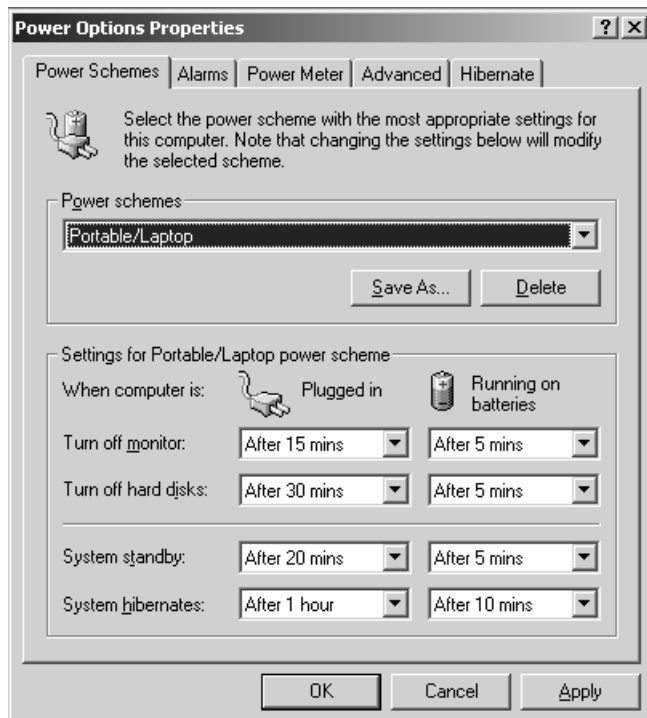 Power Options Properties
Power Schemes Alarms Power Meter Advanced Hibernate
Select the power scheme with the most appropriate settings for
this computer. Note that changing the settings below will modify
the selected scheme.
Power schemes
Portable/Laptop
Save As... Delete
Settings for Portable/Laptop power scheme
When computer is: Plugged in Running on
batteries
Turn off monitor: After 15 mins After 5 mins
Turn off hard disks: After 30 mins After 5 mins
System standby: After 20 mins After 5 mins
System hibernates: After 1 hour After 10 mins
OK Cancel Apply